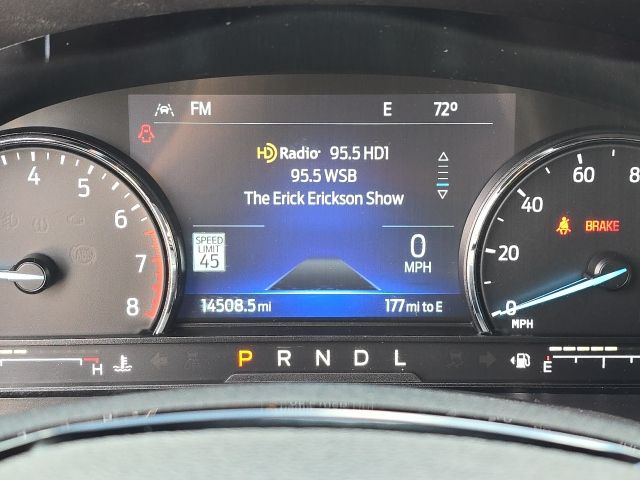 FM E 72°
HD Radio 95.5 HD1
95.5 WSB
The Erick Erickson Show
SPEED
LIMIT
45
0
MPH
14508.5 mi 177 mi to E
4
5
6
7
8
0
20
40
60
8
MPH
BRAKE
H
P R N D L
E